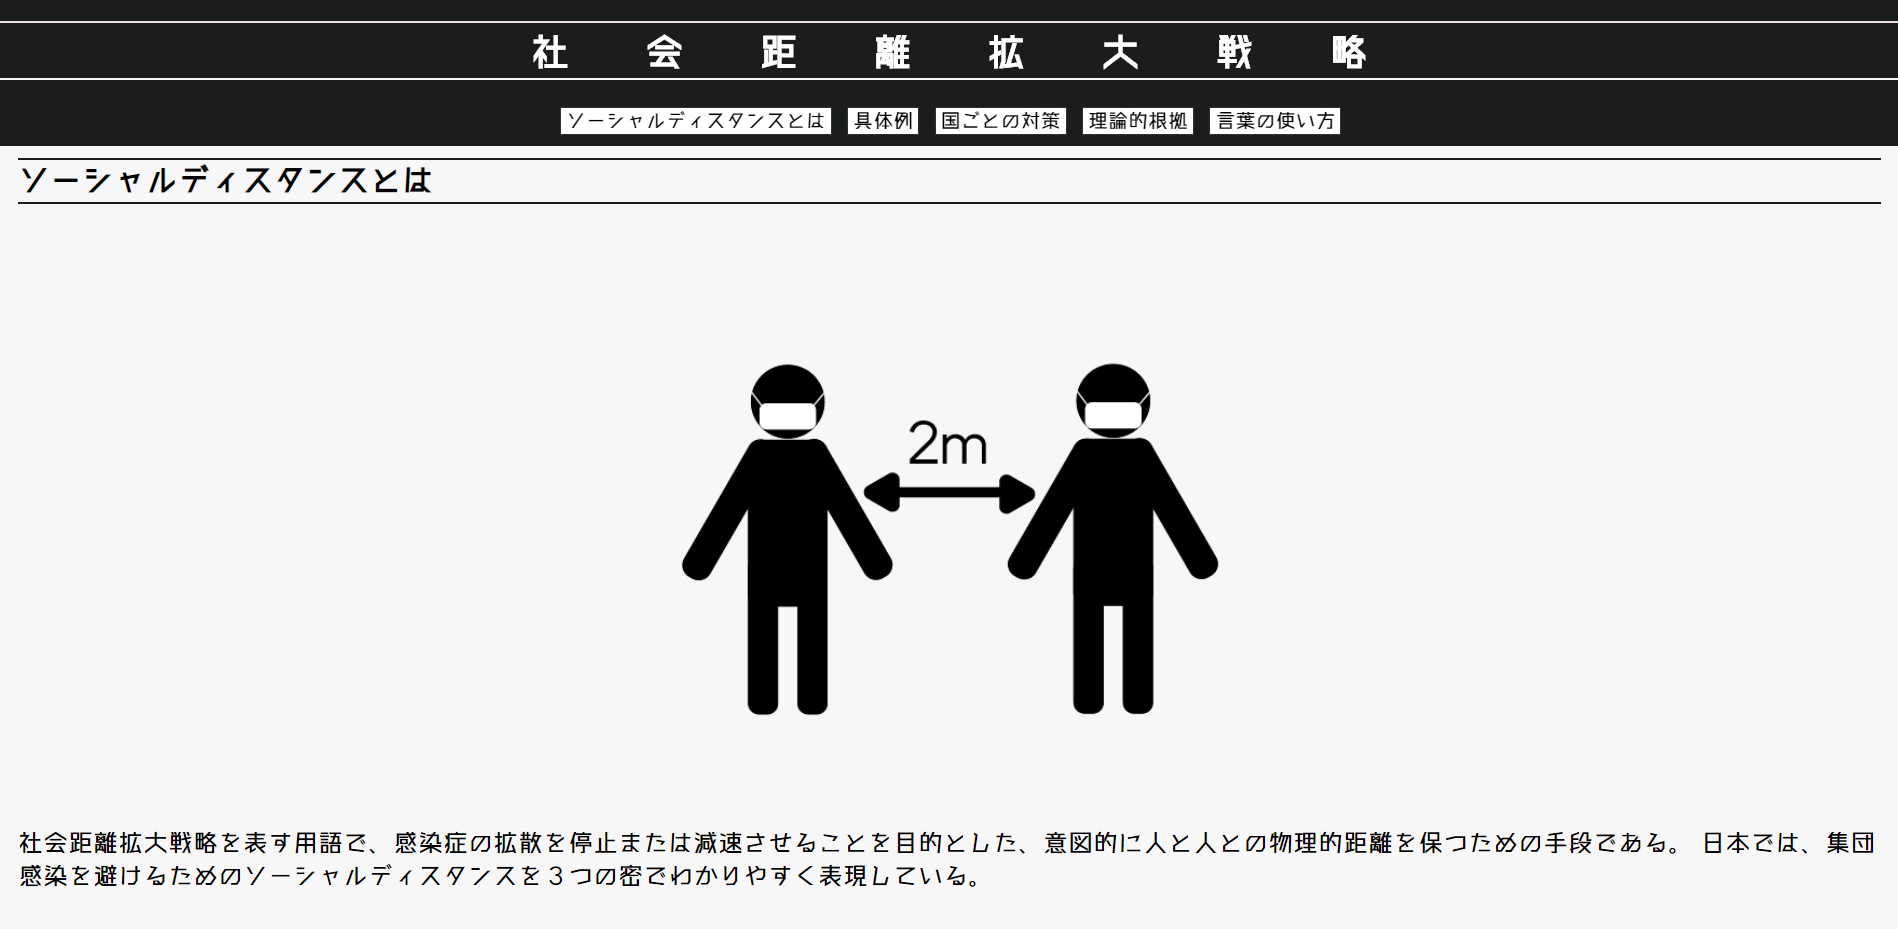 社会距離拡大戦略
ソーシャルディスタンスとは 具体例 国ごとの対策 理論的根拠 言葉の使い方
ソーシャルディスタンスとは
2m
社会距離拡大戦略を表す用語で、感染症の拡散を停止または減速させることを目的とした、意図的に人と人との物理的距離を保つための手段である。 日本では、集団
感染を避けるためのソーシャルディスタンスを３つの密でわかりやすく表現している。